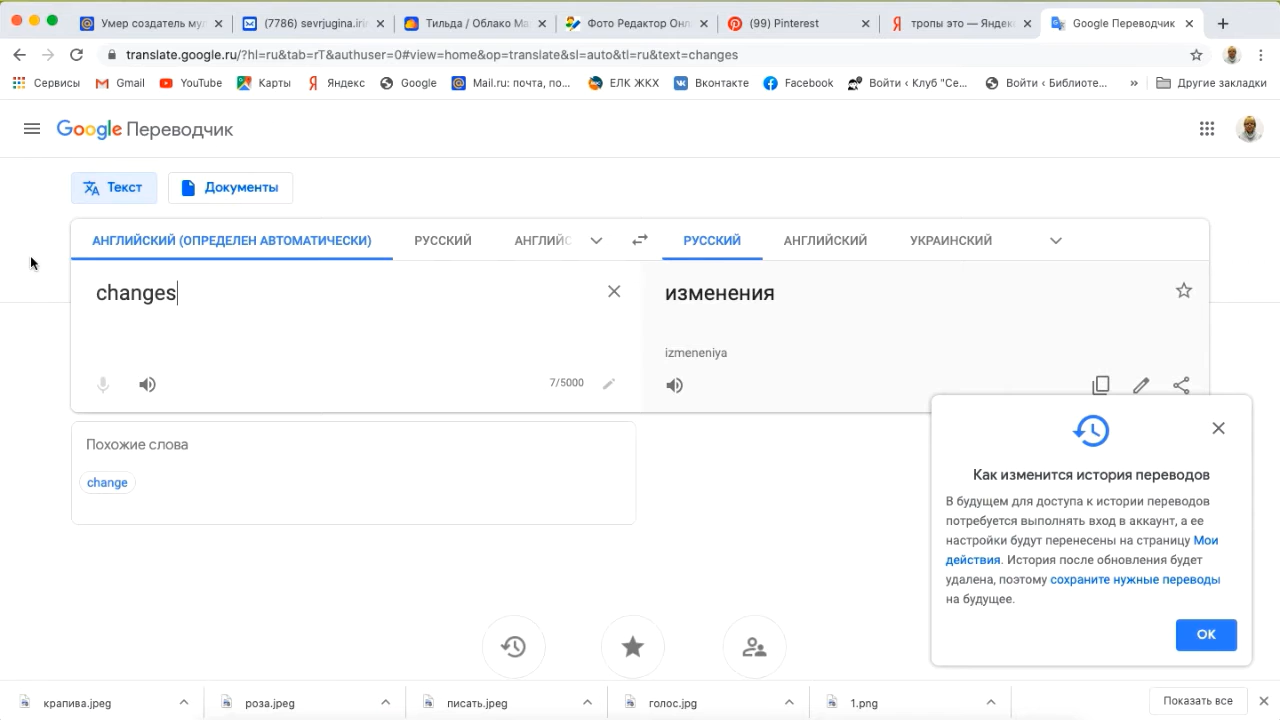 Умер создатель мул
(7786) sevrjugina.iri
Тильда / Облако Ма
Фото Редактор Онл
(99) Pinterest
тропы это — Яндекс
Google Переводчик
translate.google.ru/?hl=ru&tab=rT&authuser=0#view=home&op=translate&sl=auto&tl=ru&text=changes
Сервисы
Gmail
YouTube
Карты
Яндекс
Google
Mail.ru: почта, по...
ЕЛК ЖКХ
Вконтакте
Facebook
Войти ‹ Клуб "Се...
Войти ‹ Библиоте...
»
Другие закладки
Google Переводчик
Текст
Документы
АНГЛИЙСКИЙ (ОПРЕДЕЛЕН АВТОМАТИЧЕСКИ)
РУССКИЙ
АНГЛИЙС
РУССКИЙ
АНГЛИЙСКИЙ
УКРАИНСКИЙ
changes
изменения
izmeneniya
7/5000
Похожие слова
change
Как изменится история переводов
В будущем для доступа к истории переводов
потребуется выполнять вход в аккаунт, а ее
настройки будут перенесены на страницу Мои
действия. История после обновления будет
удалена, поэтому сохраните нужные переводы
на будущее.
ОК
крапива.jpeg
роза.jpeg
писать.jpeg
голос.jpg
1.png
Показать все